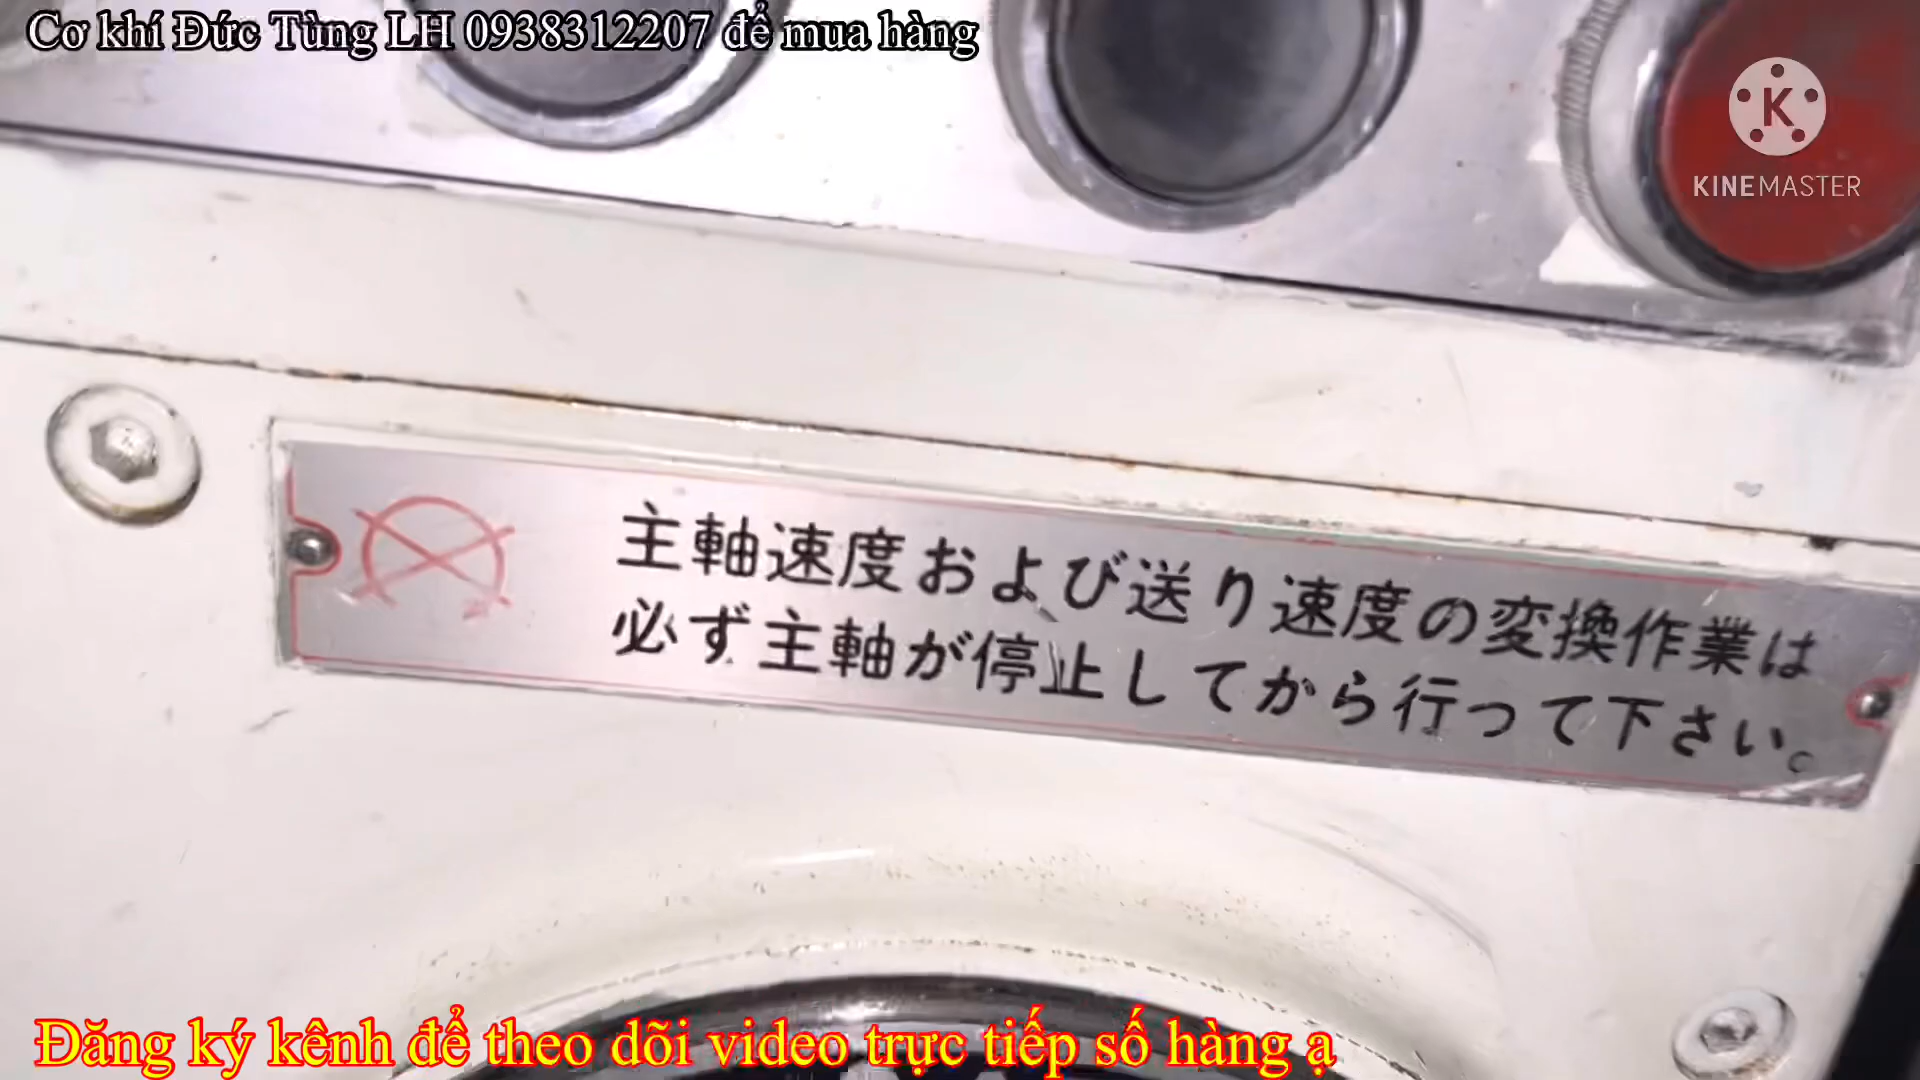 Cơ khí Đức Tùng LH 0938312207 để mua hàng
K
KINEMASTER
主軸速度および送り速度の変換作業は
必ず主軸が停止してから行って下さい。
Đăng ký kênh để theo dõi video trực tiếp số hàng ạ